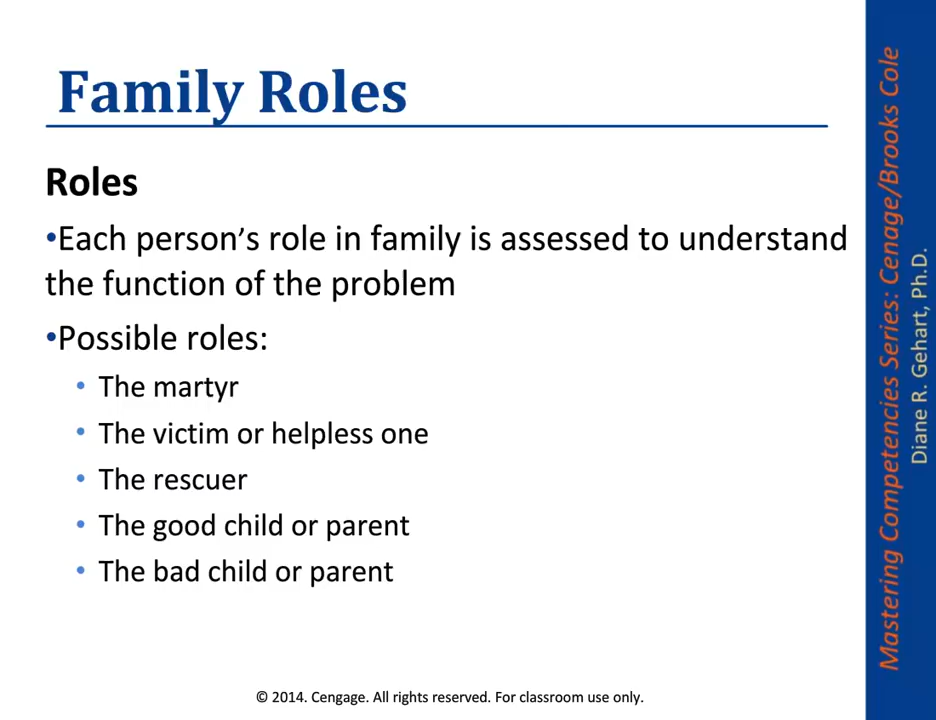 Family Roles
Roles
•Each person’s role in family is assessed to understand
the function of the problem
•Possible roles:
• The martyr
• The victim or helpless one
• The rescuer
• The good child or parent
• The bad child or parent
© 2014. Cengage. All rights reserved. For classroom use only.
Mastering Competencies Series: Cenage/Brooks Cole
Diane R. Gehart, Ph.D.